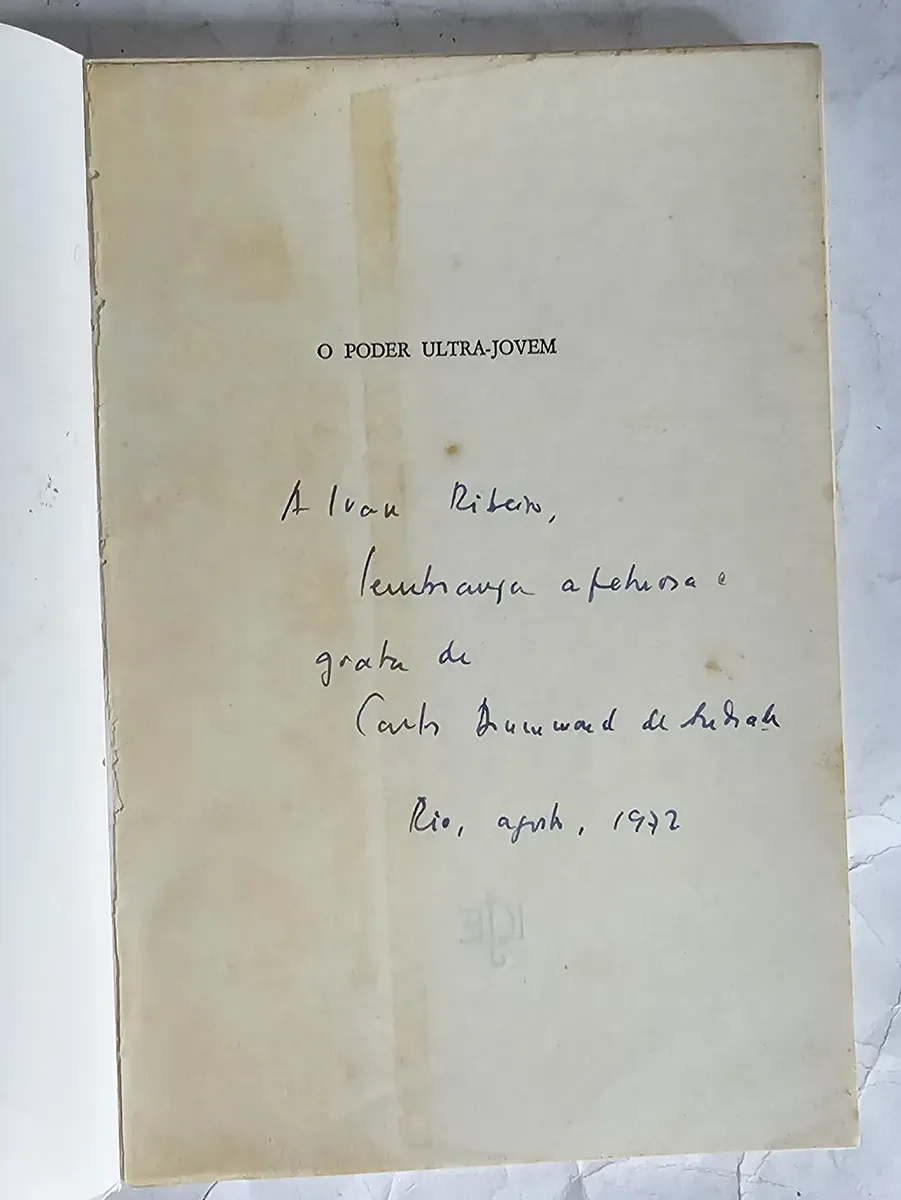 O PODER ULTRA-JOVEM
A Ivan Ribeiro,
lembrança afetuosa e
grata de
Carlos Drummond de Andrade
Rio, agosto, 1972